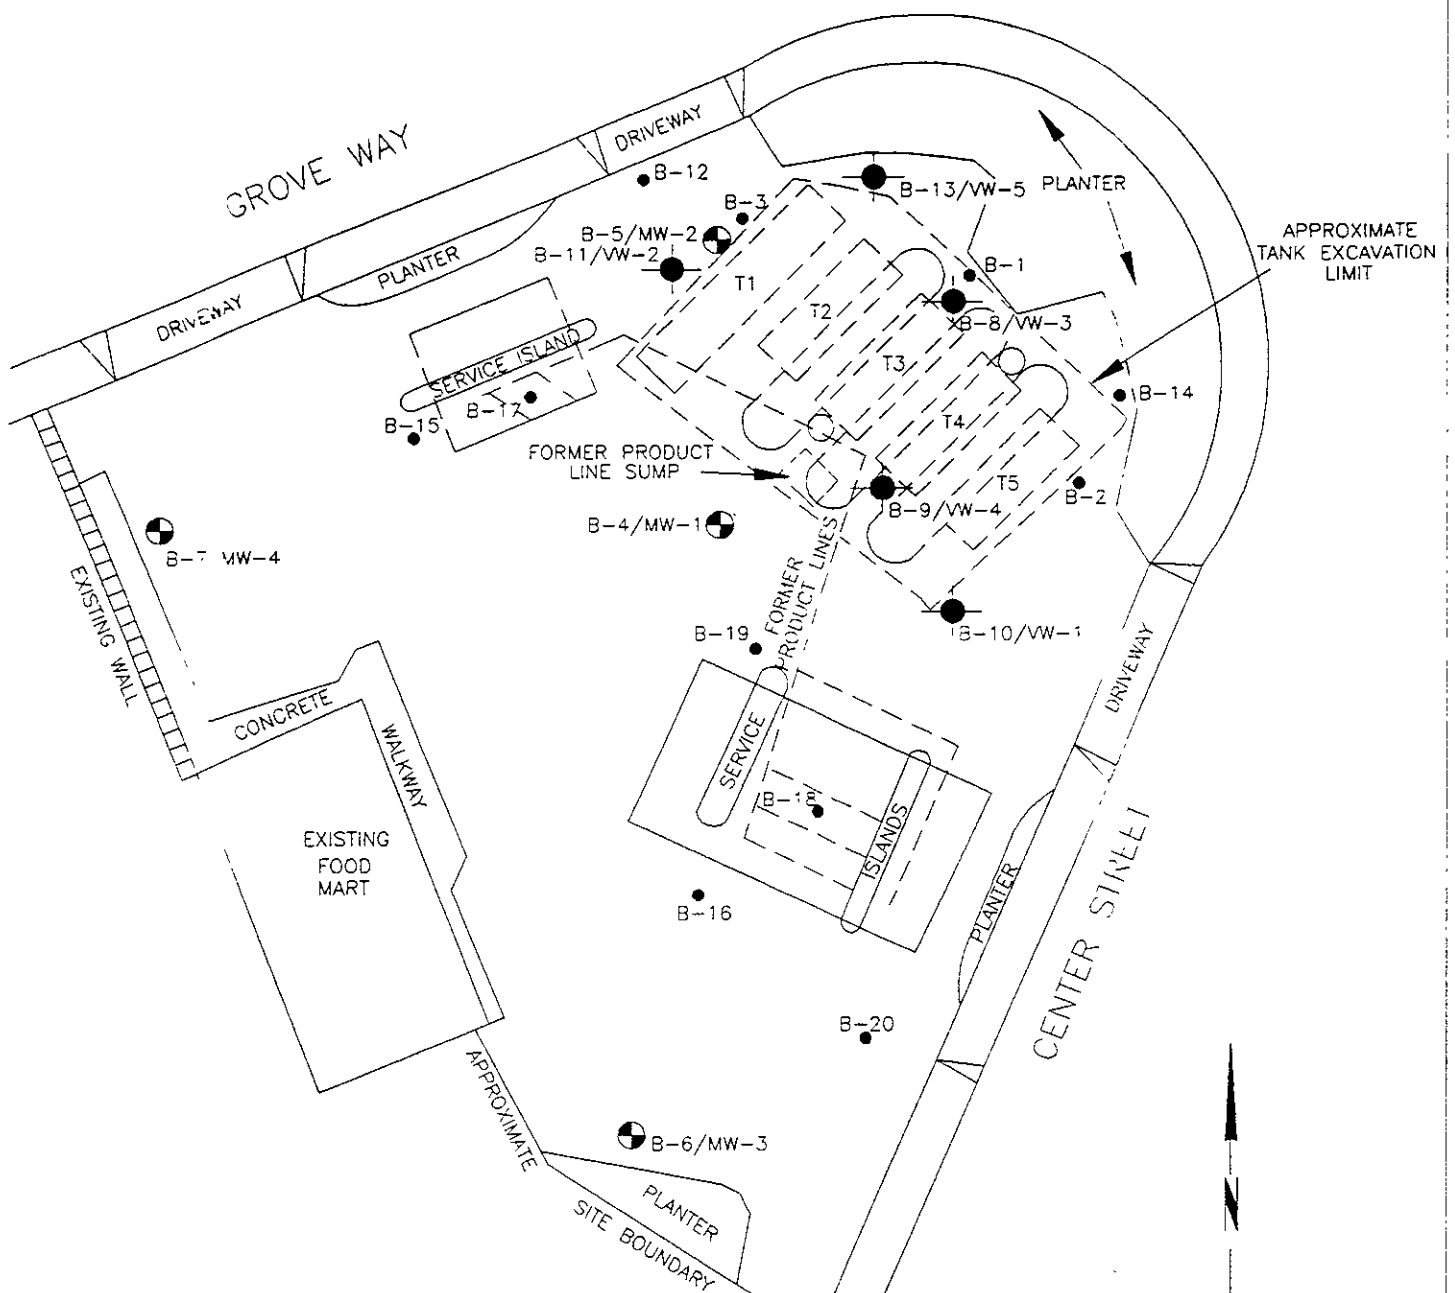 GROVE WAY
DRIVEWAY
B-12
B-3
B-13/VW-5
PLANTER
B-5/MW-2
B-11/VW-2
PLANTER
APPROXIMATE
TANK EXCAVATION
LIMIT
B-1
T1
T2
DRIVEWAY
B-8/VW-3
SERVICE ISLAND
T3
B-17
B-14
B-15
T4
FORMER PRODUCT
LINE SUMP
T5
B-2
B-9/VW-4
B-4/MW-1
B-7 MW-4
EXISTING WALL
FORMER
PRODUCT LINES
B-19
B-10/VW-1
DRIVEWAY
CONCRETE
WALKWAY
SERVICE
B-18
ISLANDS
EXISTING
FOOD
MART
B-16
PLANTER
CENTER STREET
B-20
APPROXIMATE
B-6/MW-3
PLANTER
SITE BOUNDARY
N